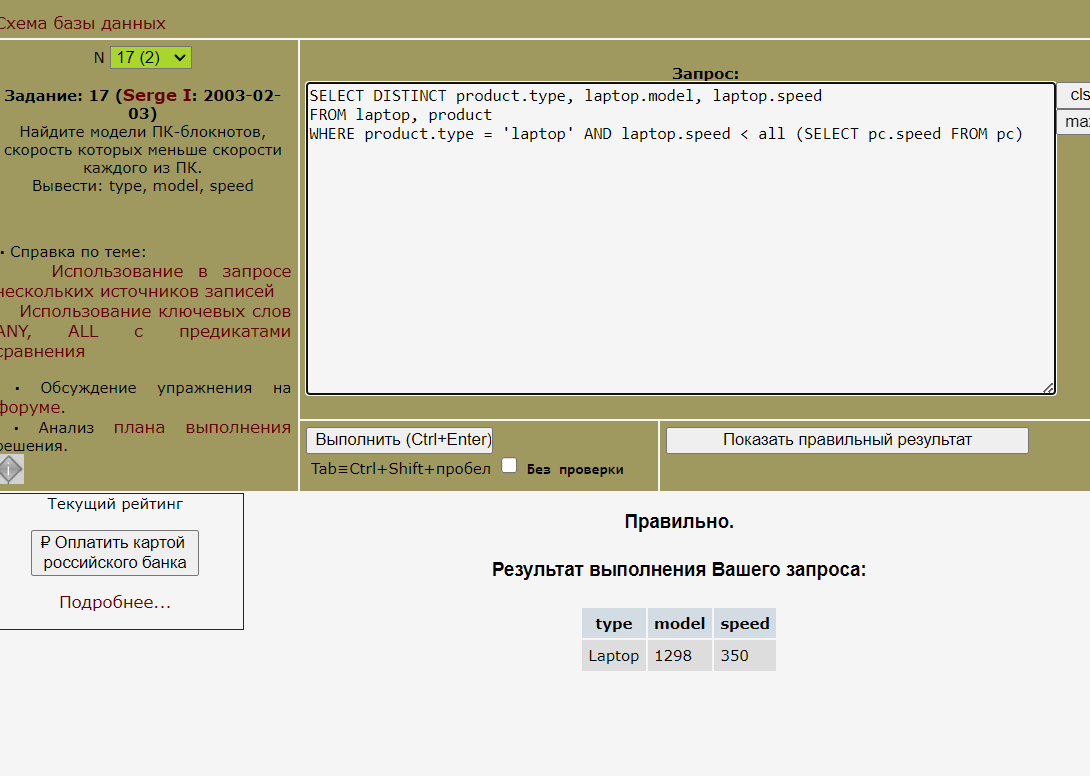 Схема базы данных
N 17 (2)
Задание: 17 (Serge I: 2003-02-
03)
Найдите модели ПК-блокнотов,
скорость которых меньше скорости
каждого из ПК.
Вывести: type, model, speed
· Справка по теме:
Использование в запросе
нескольких источников записей
Использование ключевых слов
ANY, ALL с предикатами
сравнения
· Обсуждение упражнения на
форуме.
· Анализ плана выполнения
решения.
Запрос:
SELECT DISTINCT product.type, laptop.model, laptop.speed
FROM laptop, product
WHERE product.type = 'laptop' AND laptop.speed < all (SELECT pc.speed FROM pc)
cls
max
Выполнить (Ctrl+Enter)
Tab≡Ctrl+Shift+пробел Без проверки
Показать правильный результат
Текущий рейтинг
₽ Оплатить картой
российского банка
Подробнее...
Правильно.
Результат выполнения Вашего запроса:
type model speed
Laptop 1298 350